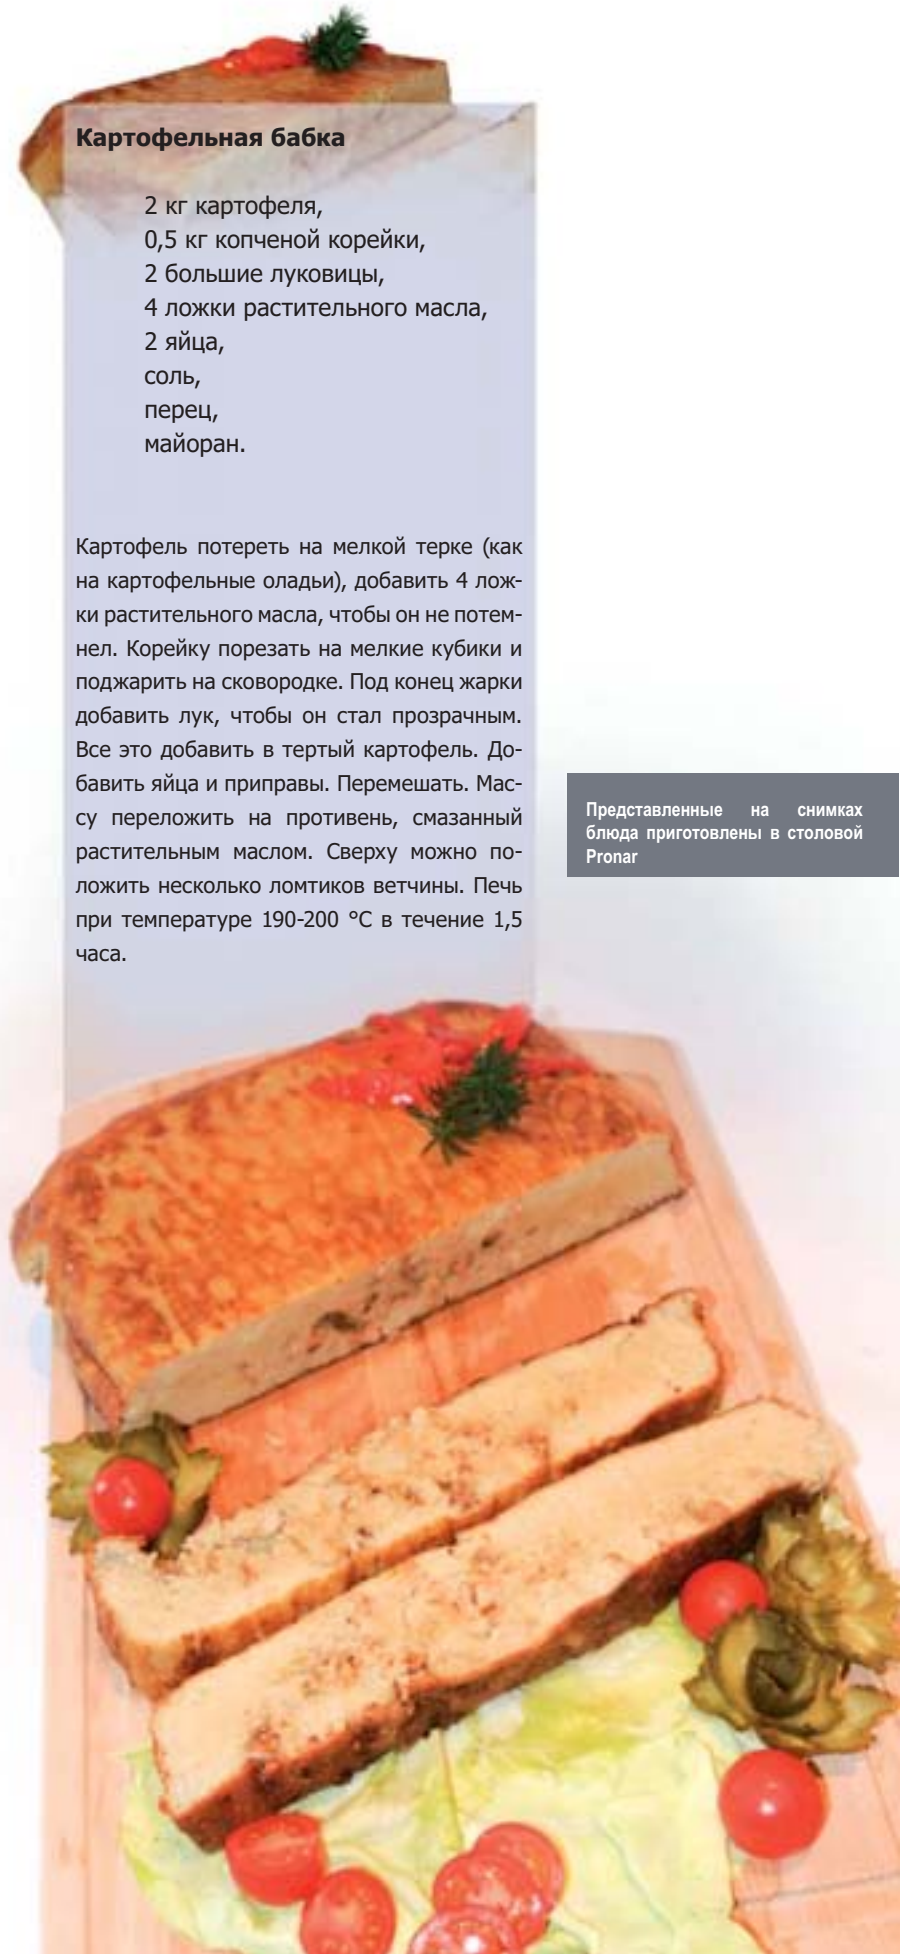 Картофельная бабка
2 кг картофеля,
0,5 кг копченой корейки,
2 большие луковицы,
4 ложки растительного масла,
2 яйца,
соль,
перец,
майоран.
Картофель потереть на мелкой терке (как
на картофельные оладьи), добавить 4 лож-
ки растительного масла, чтобы он не потем-
нел. Корейку порезать на мелкие кубики и
поджарить на сковородке. Под конец жарки
добавить лук, чтобы он стал прозрачным.
Все это добавить в тертый картофель. До-
бавить яйца и приправы. Перемешать. Мас-
су переложить на противень, смазанный
растительным маслом. Сверху можно по-
ложить несколько ломтиков ветчины. Печь
при температуре 190-200 °C в течение 1,5
часа.
Представленные на снимках
блюда приготовлены в столовой
Pronar